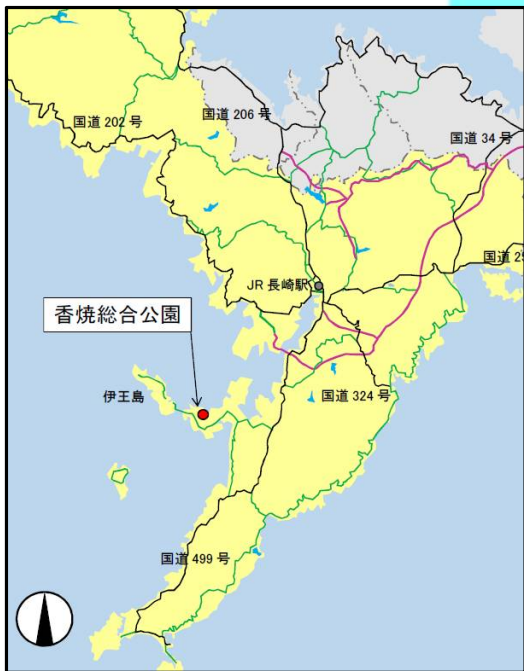 国道 202 号
国道 206 号
国道 34 号
国道 25
JR 長崎駅
香焼総合公園
伊王島
国道 324 号
国道 499 号